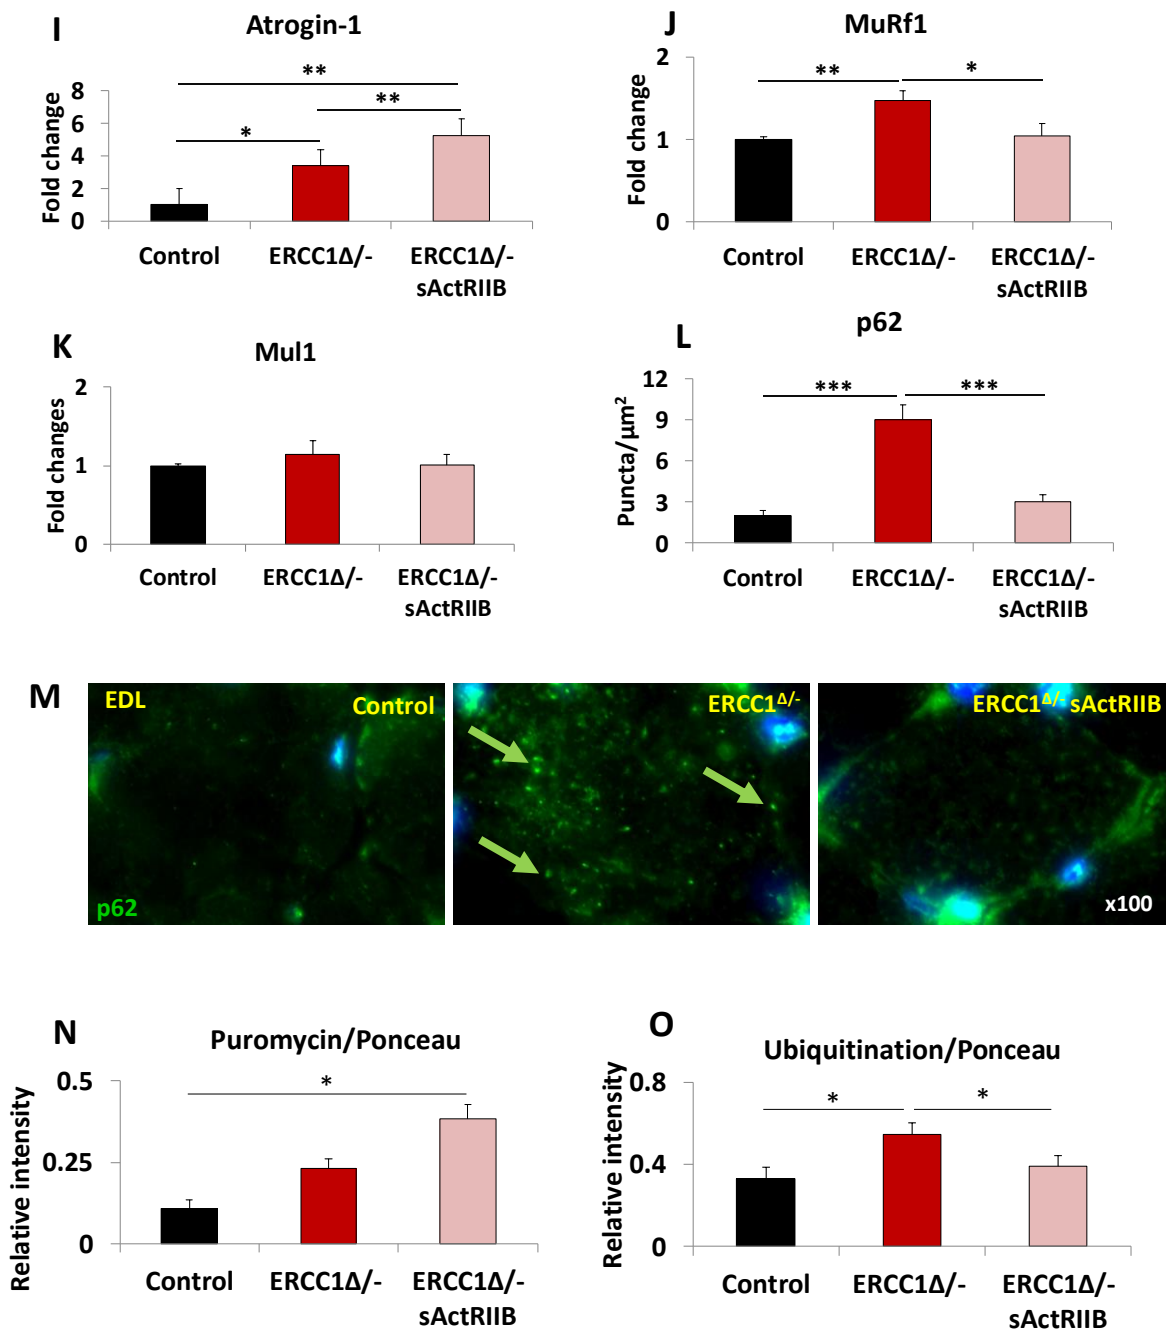 I
Atrogin-1
Fold change
8
6
4
2
0
**
**
*
Control
ERCC1Δ/-
ERCC1Δ/-
sActRIIB
J
MuRf1
Fold change
2
1
0
**
*
Control
ERCC1Δ/-
ERCC1Δ/-
sActRIIB
K
Mul1
Fold changes
2
1
0
Control
ERCC1Δ/-
ERCC1Δ/-
sActRIIB
L
p62
Puncta/μm²
12
9
6
3
0
***
***
Control
ERCC1Δ/-
ERCC1Δ/-
sActRIIB
M
EDL
Control
p62
ERCC1Δ/-
ERCC1Δ/- sActRIIB
x100
N
Puromycin/Ponceau
Relative intensity
0.5
0.25
0
*
Control
ERCC1Δ/-
ERCC1Δ/-
sActRIIB
O
Ubiquitination/Ponceau
Relative intensity
0.8
0.4
0
*
*
Control
ERCC1Δ/-
ERCC1Δ/-
sActRIIB